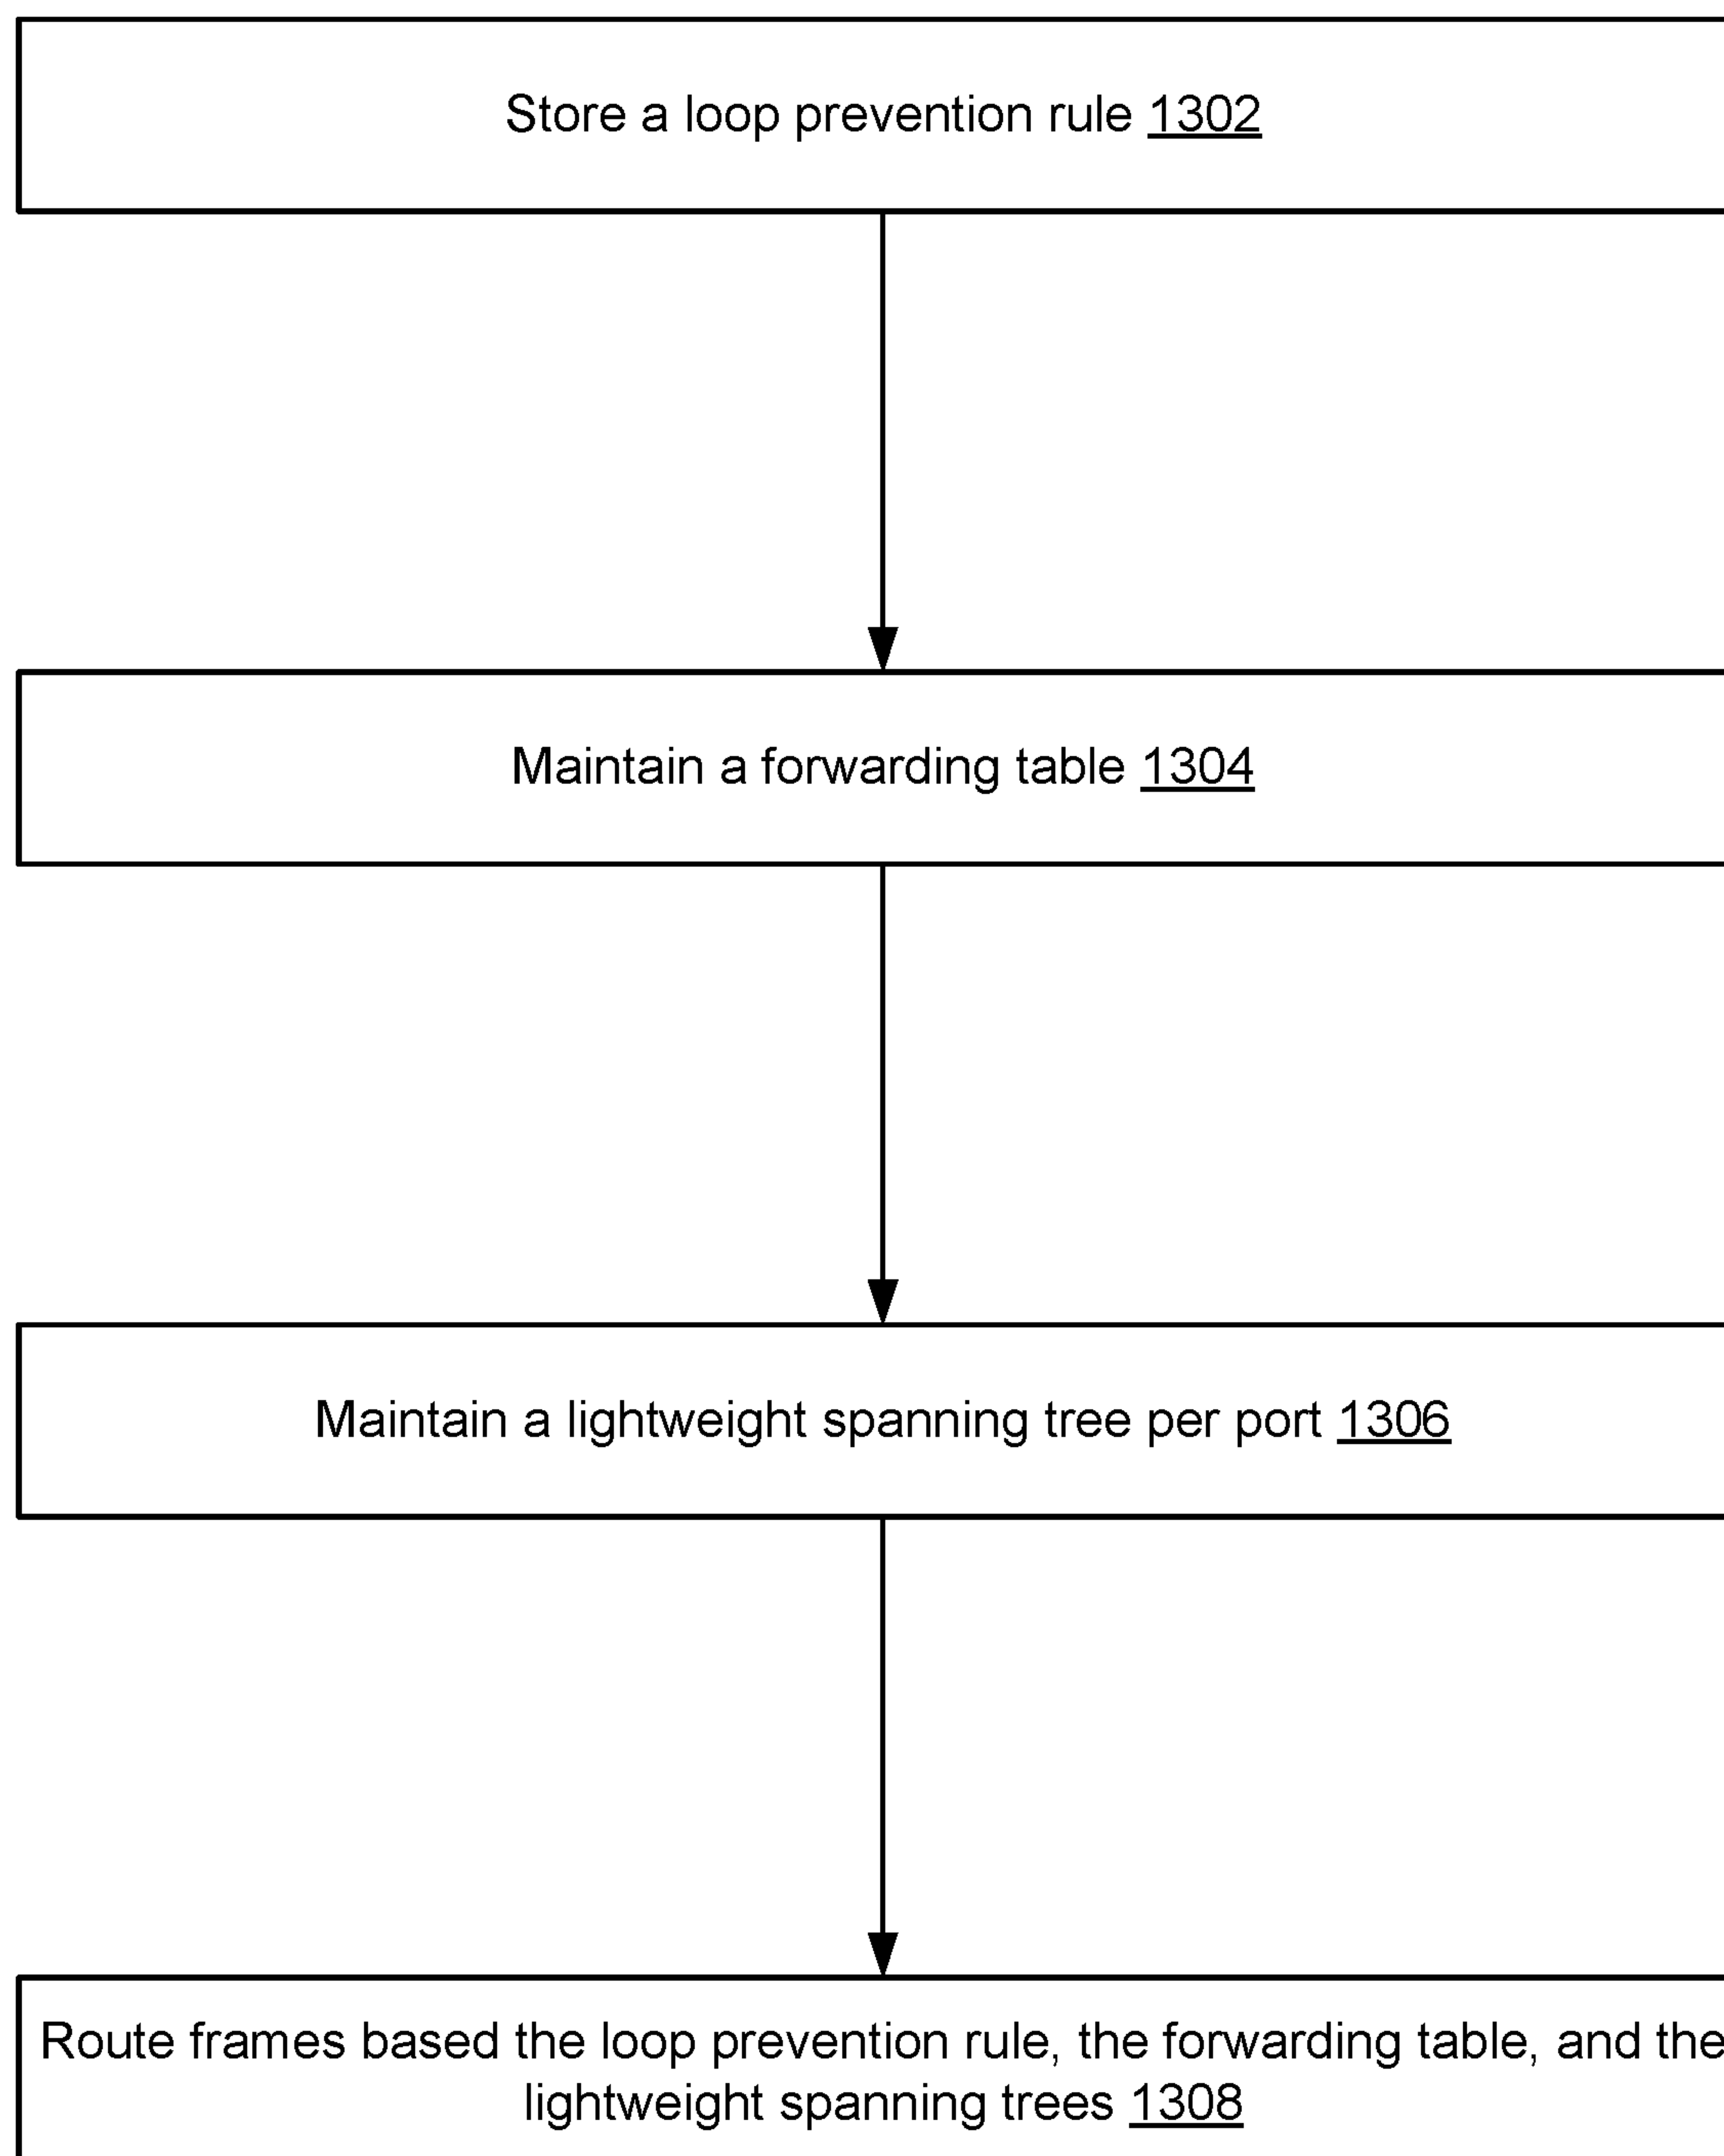 Store a loop prevention rule 1302
Maintain a forwarding table 1304
Maintain a lightweight spanning tree per port 1306
Route frames based the loop prevention rule, the forwarding table, and the
lightweight spanning trees 1308